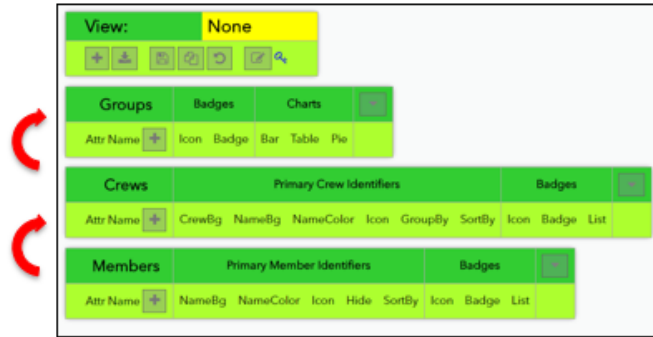 View: None
Groups Badges Charts
Attr Name Icon Badge Bar Table Pie
Crews Primary Crew Identifiers Badges
Attr Name CrewBg NameBg NameColor Icon GroupBy SortBy Icon Badge List
Members Primary Member Identifiers Badges
Attr Name NameBg NameColor Icon Hide SortBy Icon Badge List